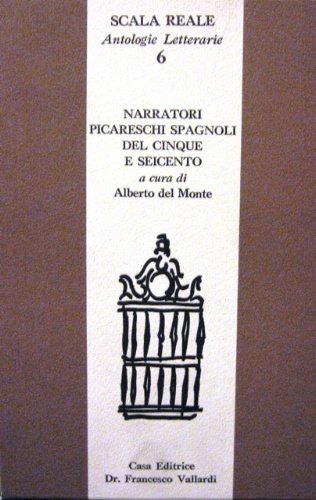 SCALA REALE
Antologie Letterarie
6
NARRATORI
PICARESCHI SPAGNOLI
DEL CINQUE
E SEICENTO
a cura di
Alberto del Monte
Casa Editrice
Dr. Francesco Vallardi